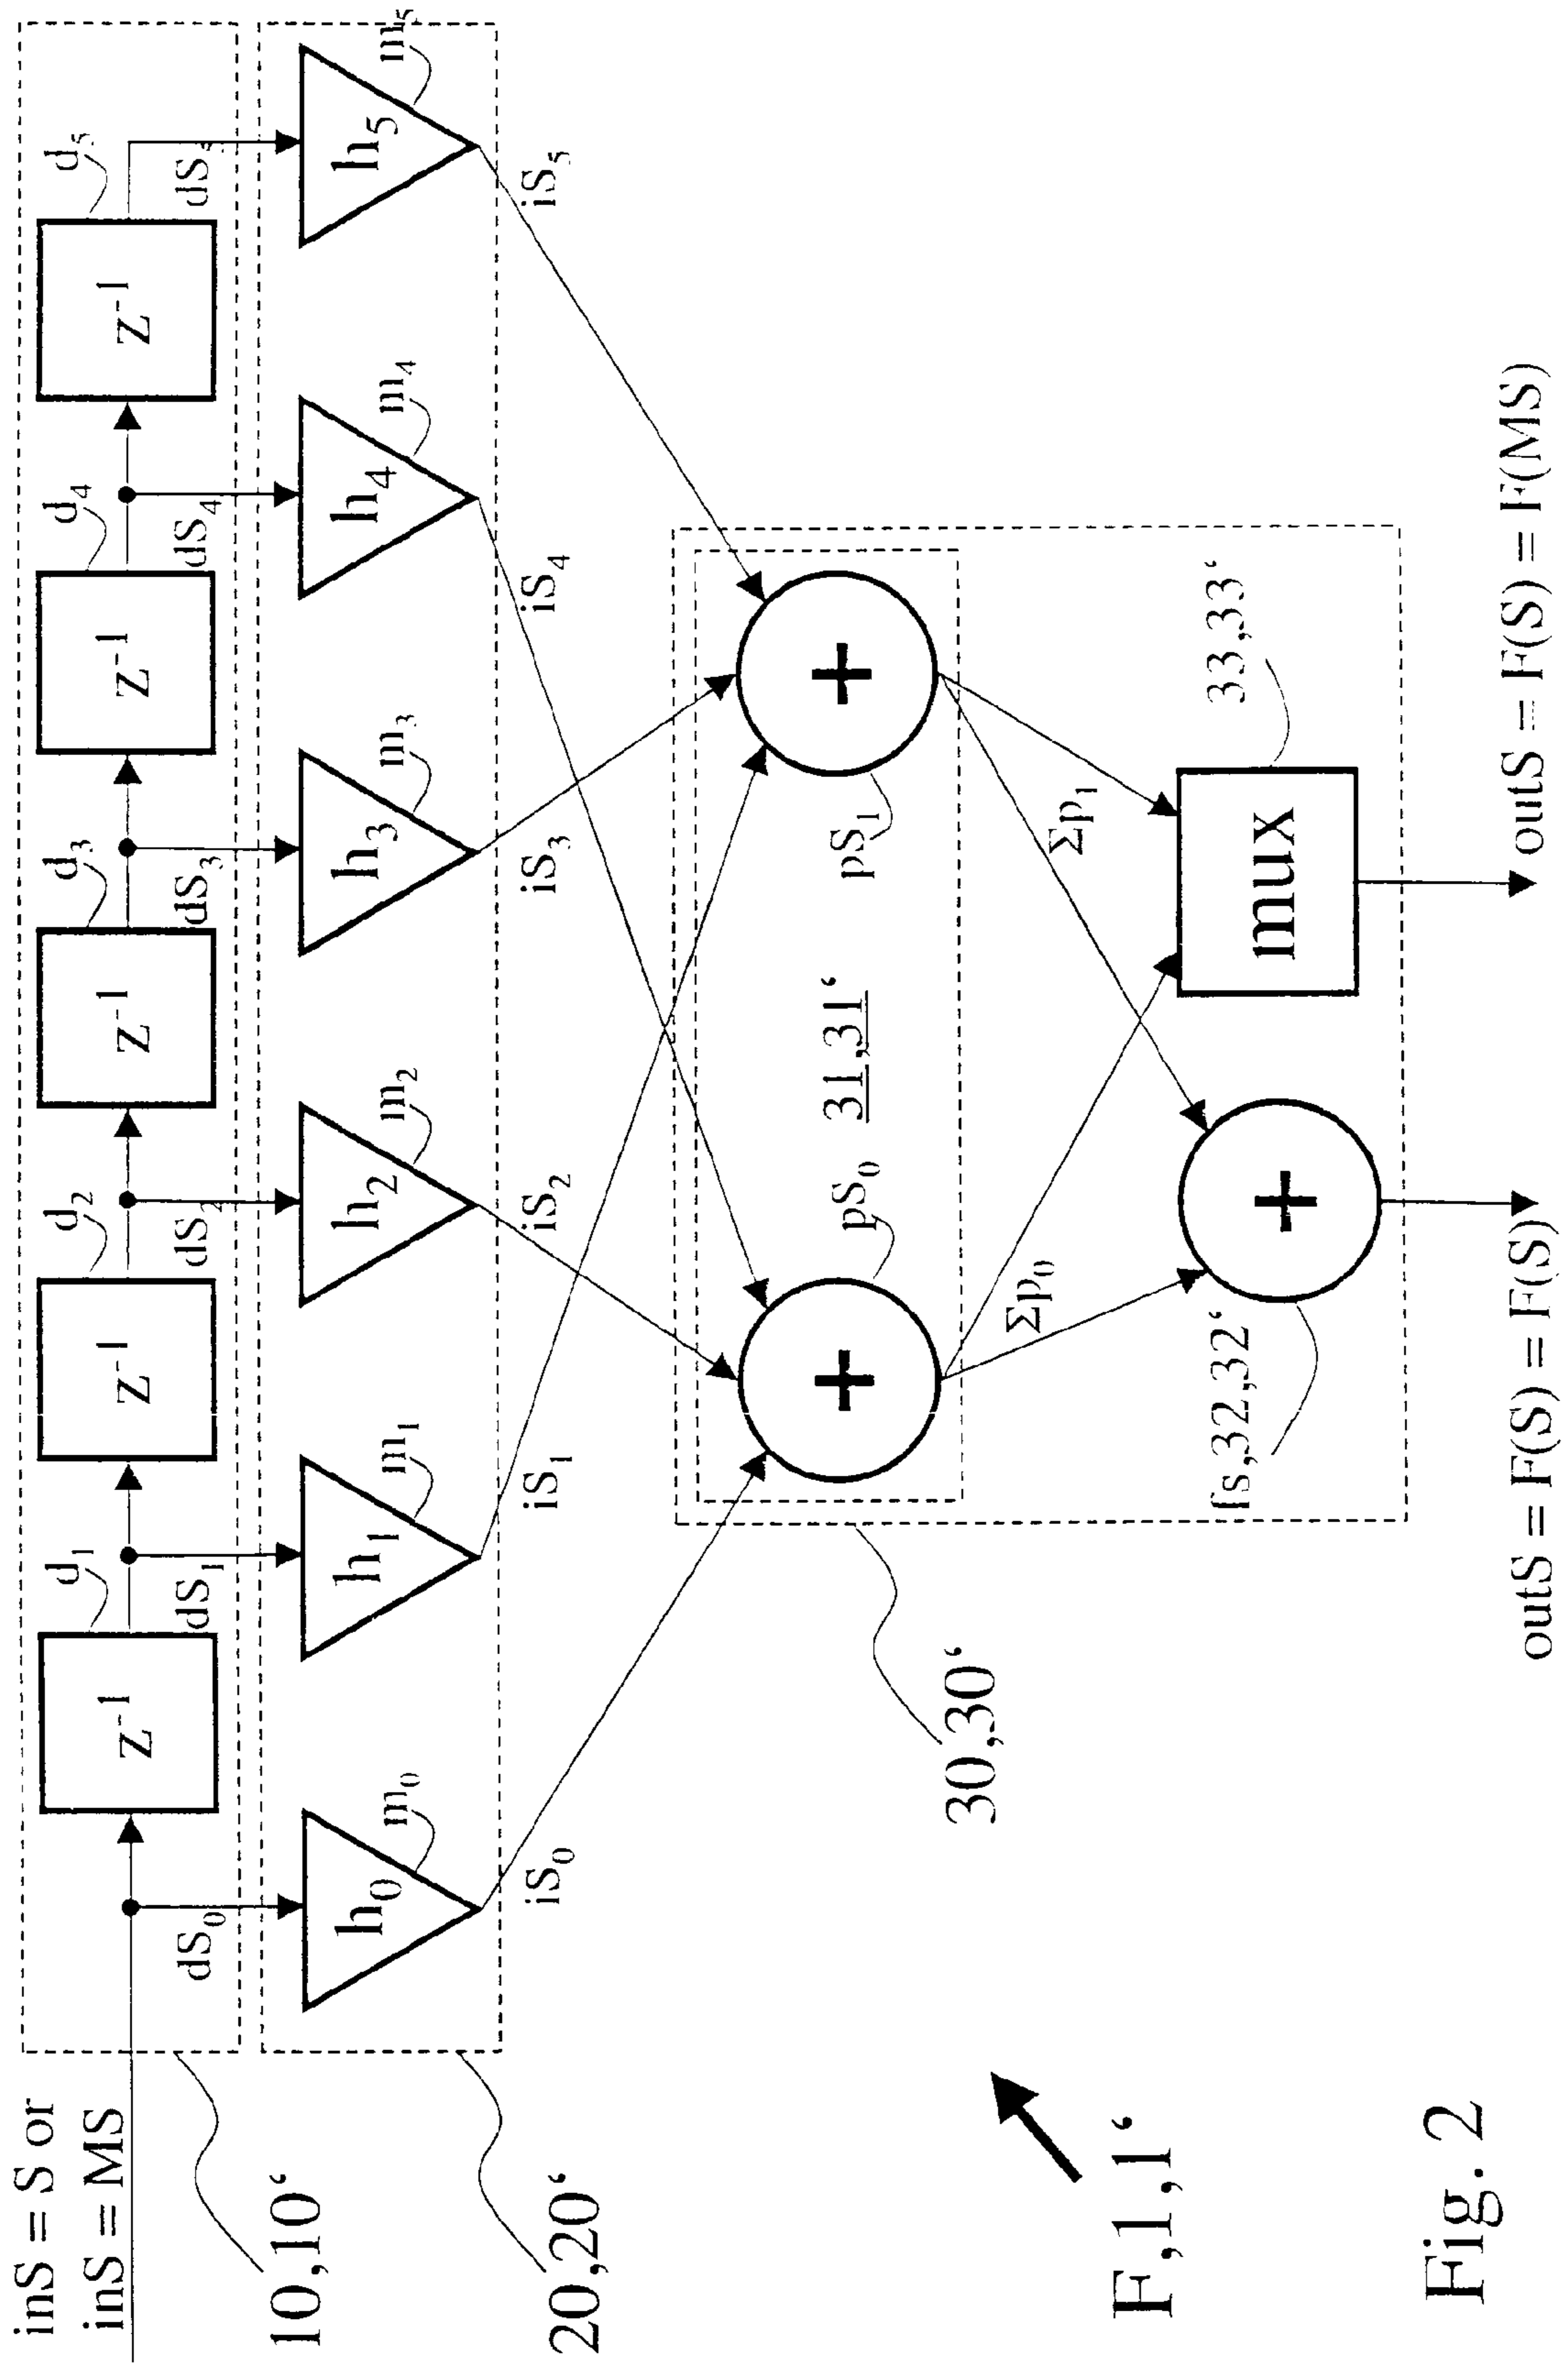 inS = S or
inS = MS
z⁻¹ z⁻¹ z⁻¹ z⁻¹ z⁻¹
d₁ d₂ d₃ d₄ d₅
dS₀ dS₁ dS₂ dS₃ dS₄ dS₅
10,10‘
h₀ h₁ h₂ h₃ h₄ h₅
m₀ m₁ m₂ m₃ m₄ m₅
20,20‘
iS₀ iS₁ iS₂ iS₃ iS₄ iS₅
+ +
pS₀ 31,31‘ pS₁
30,30‘
Σp₀ Σp₁
fs,32,32‘
+
mux
33,33‘
F,1,1‘
outS = F(S) = F(S)
outS = F(S) = F(MS)
Fig. 2